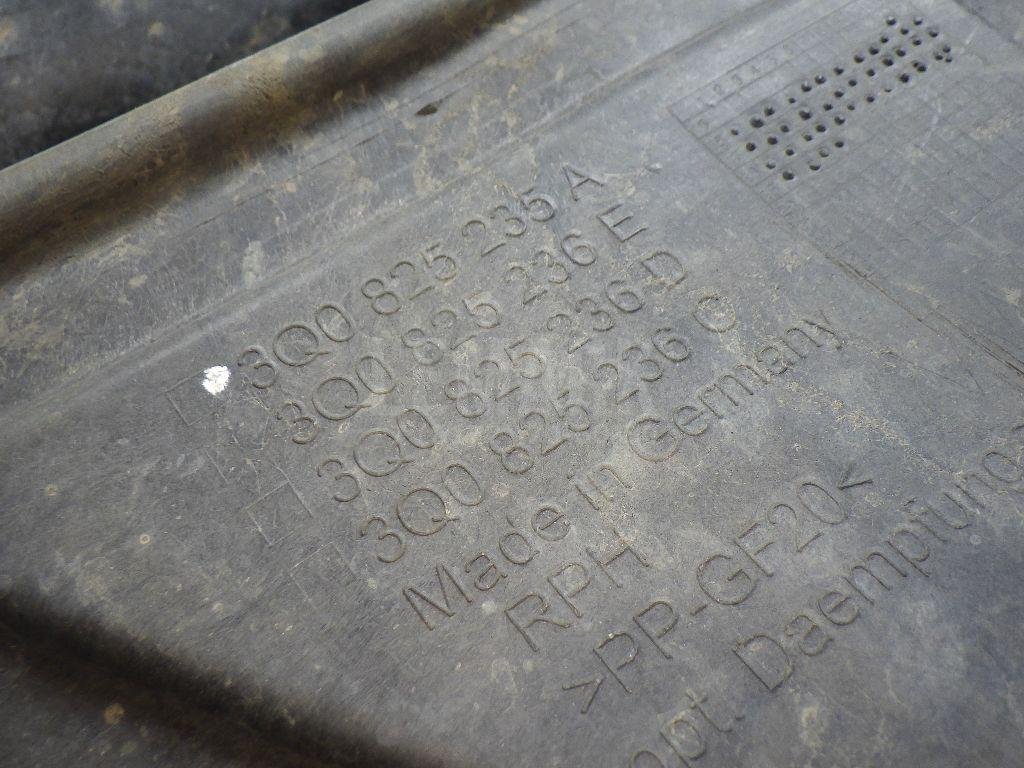 3Q0 825 235 A
3Q0 825 236 E
3Q0 825 236 D
3Q0 825 236 C
Made in Germany
RPH
>PP-GF20<
opt. Daempfung